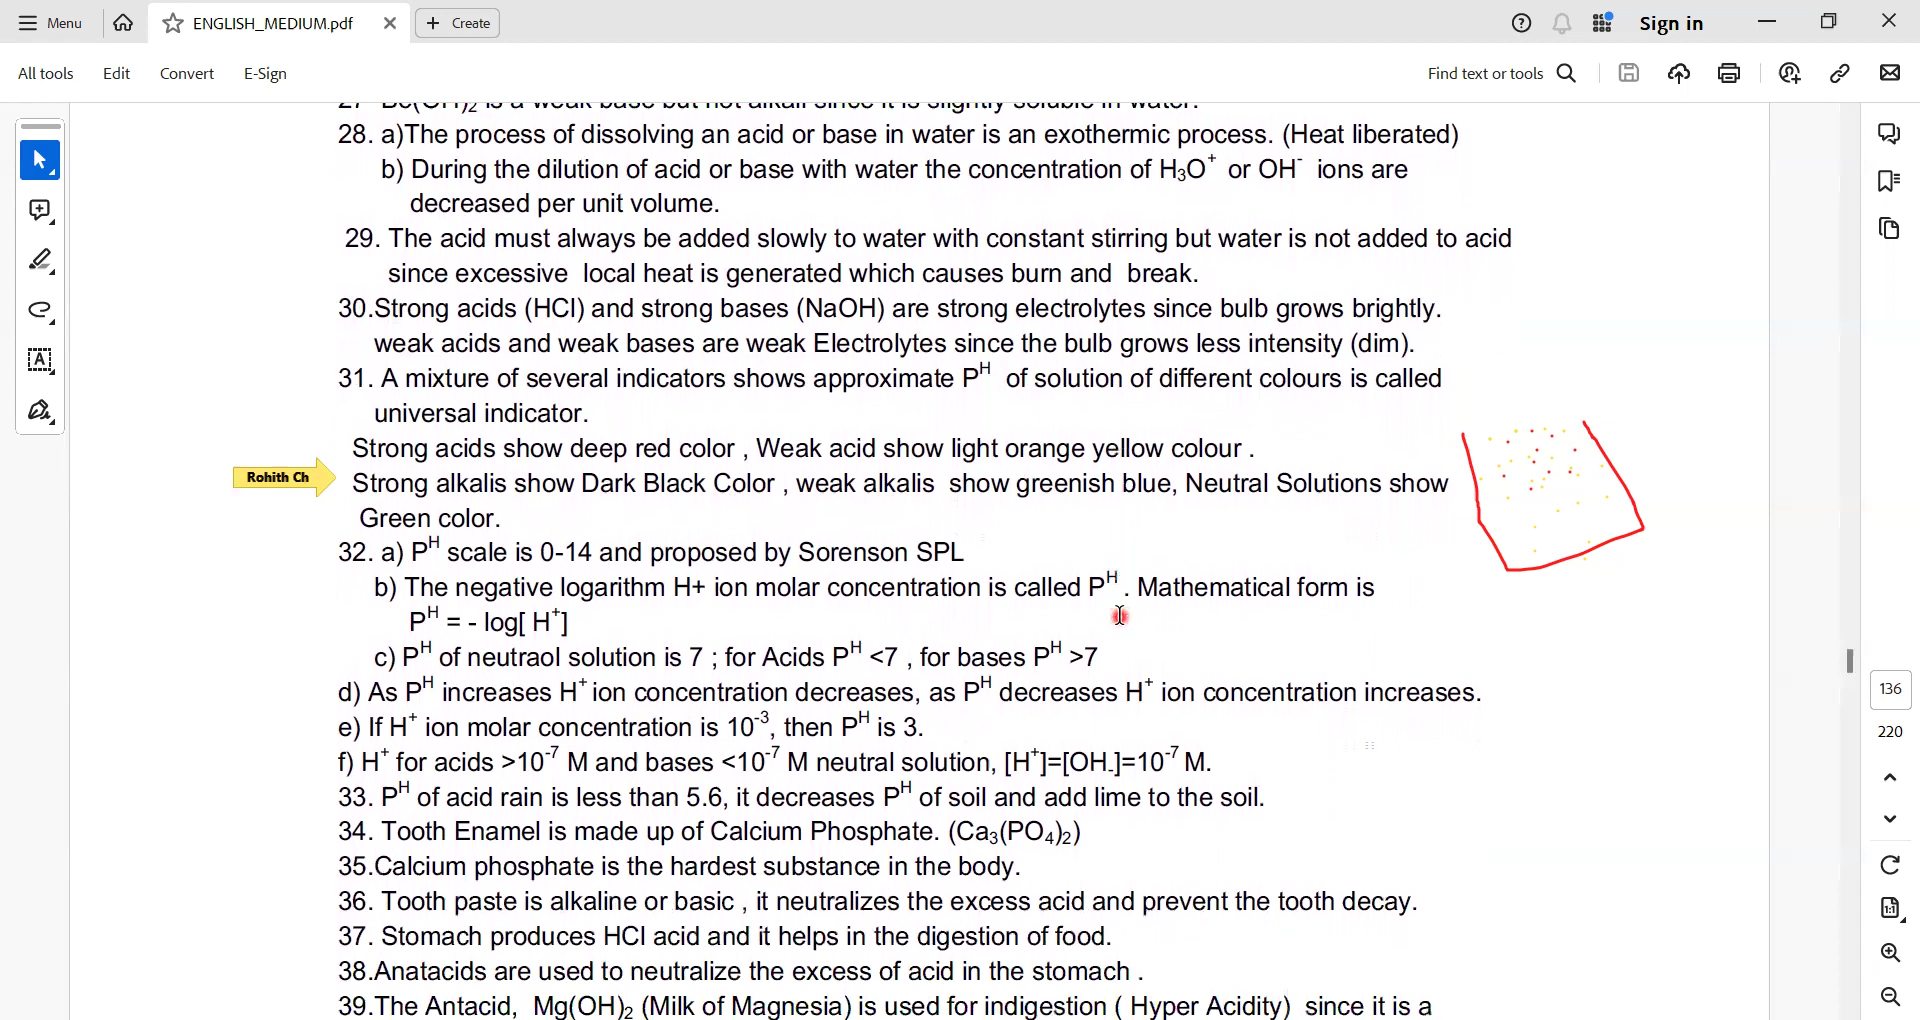 Menu
ENGLISH_MEDIUM.pdf
Create
Sign in
All tools Edit Convert E-Sign
Find text or tools
28. a)The process of dissolving an acid or base in water is an exothermic process. (Heat liberated)
b) During the dilution of acid or base with water the concentration of H₃O⁺ or OH⁻ ions are
decreased per unit volume.
29. The acid must always be added slowly to water with constant stirring but water is not added to acid
since excessive local heat is generated which causes burn and break.
30.Strong acids (HCl) and strong bases (NaOH) are strong electrolytes since bulb grows brightly.
weak acids and weak bases are weak Electrolytes since the bulb grows less intensity (dim).
31. A mixture of several indicators shows approximate Pᴴ of solution of different colours is called
universal indicator.
Strong acids show deep red color , Weak acid show light orange yellow colour .
Rohith Ch
Strong alkalis show Dark Black Color , weak alkalis show greenish blue, Neutral Solutions show
Green color.
32. a) Pᴴ scale is 0-14 and proposed by Sorenson SPL
b) The negative logarithm H+ ion molar concentration is called Pᴴ. Mathematical form is
Pᴴ = - log[ H⁺]
c) Pᴴ of neutraol solution is 7 ; for Acids Pᴴ <7 , for bases Pᴴ >7
d) As Pᴴ increases H⁺ ion concentration decreases, as Pᴴ decreases H⁺ ion concentration increases.
e) If H⁺ ion molar concentration is 10⁻³, then Pᴴ is 3.
f) H⁺ for acids >10⁻⁷ M and bases <10⁻⁷ M neutral solution, [H⁺]=[OH₋]=10⁻⁷ M.
33. Pᴴ of acid rain is less than 5.6, it decreases Pᴴ of soil and add lime to the soil.
34. Tooth Enamel is made up of Calcium Phosphate. (Ca₃(PO₄)₂)
35.Calcium phosphate is the hardest substance in the body.
36. Tooth paste is alkaline or basic , it neutralizes the excess acid and prevent the tooth decay.
37. Stomach produces HCl acid and it helps in the digestion of food.
38.Anatacids are used to neutralize the excess of acid in the stomach .
39.The Antacid, Mg(OH)₂ (Milk of Magnesia) is used for indigestion ( Hyper Acidity) since it is a
136
220